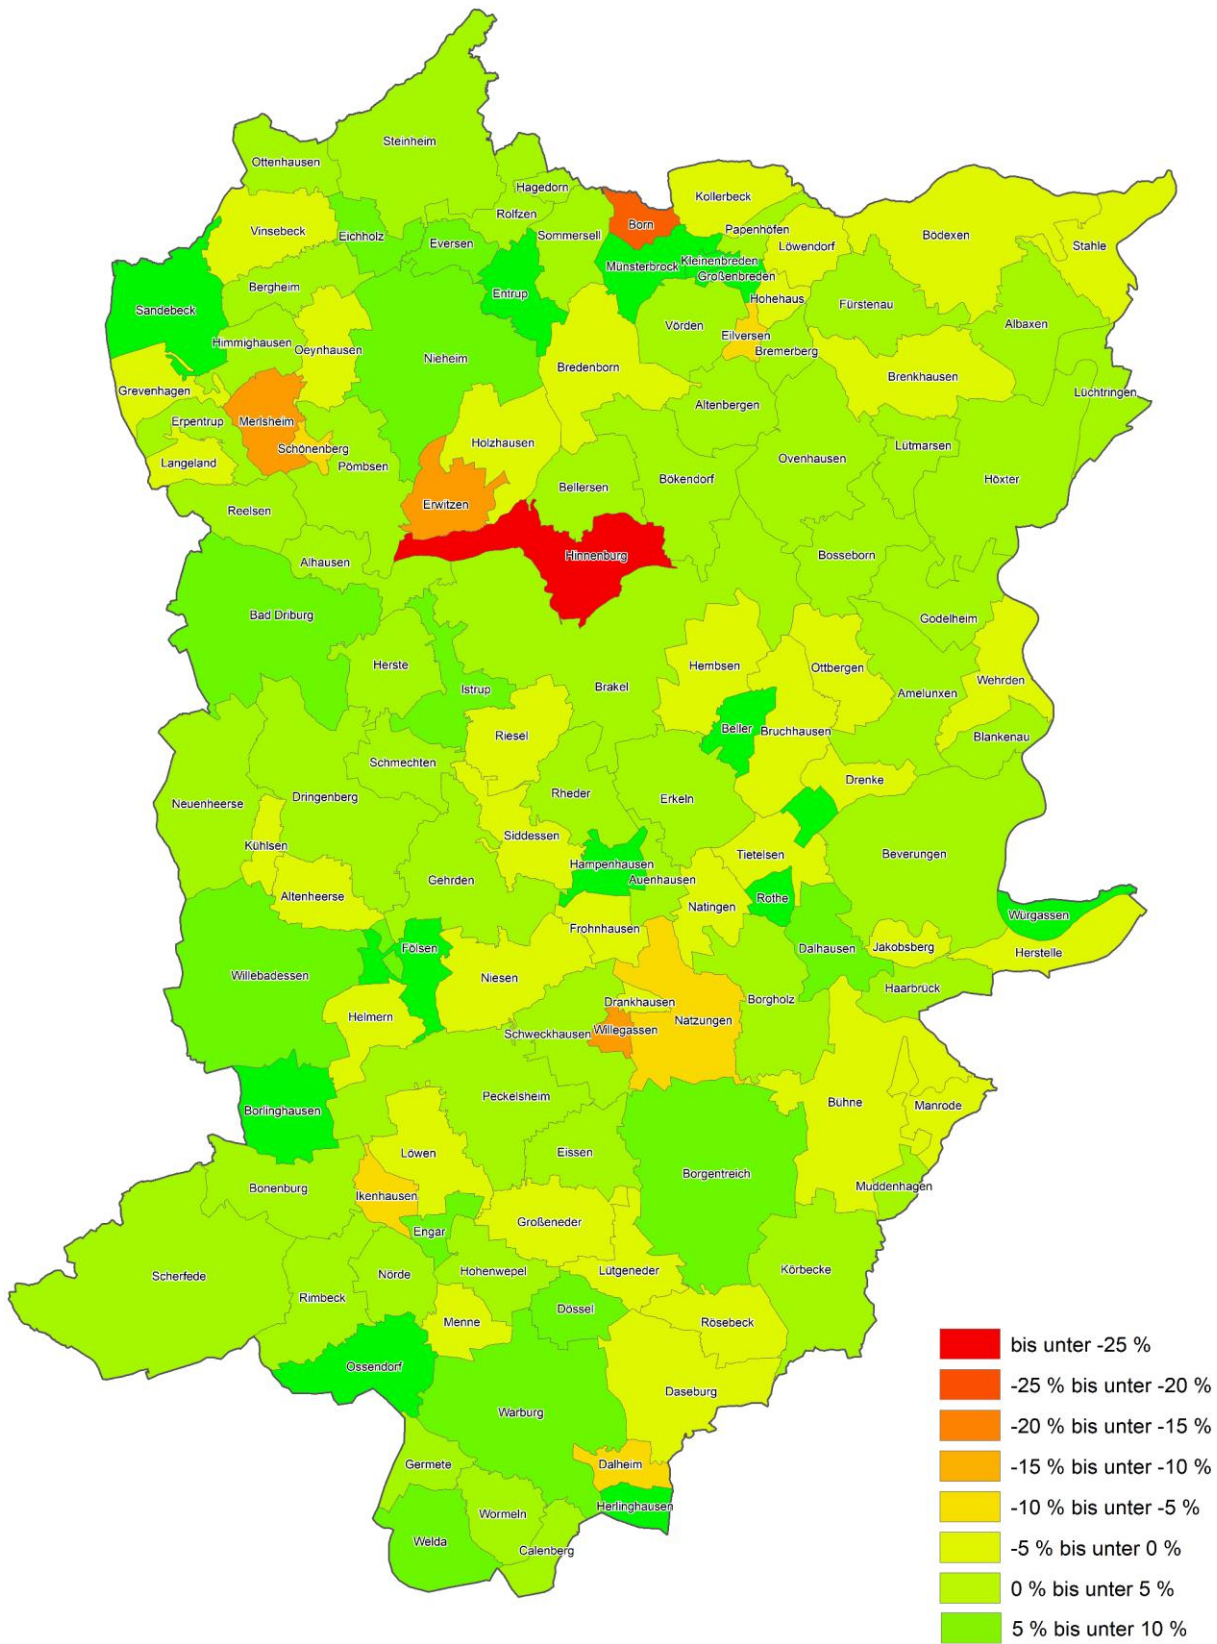 Steinheim
Ottenhausen
Hagedorn
Kollerbeck
Rolfzen
Born
Vinsebeck
Eichholz
Eversen
Sommersell
Papenhöfen
Löwendorf
Bödexen
Stahle
Münsterbrock
Kleinenbreden
Großenbreden
Bergheim
Entrup
Hohehaus
Fürstenau
Sandebeck
Vörden
Albaxen
Himmighausen
Oeynhausen
Eilversen
Bremerberg
Nieheim
Bredenborn
Brenkhausen
Grevenhagen
Lüchtringen
Altenbergen
Erpentrup
Merlsheim
Holzhausen
Lütmarsen
Schönenberg
Ovenhausen
Langeland
Pömbsen
Bökendorf
Höxter
Bellersen
Erwitzen
Reelsen
Hinnenburg
Bosseborn
Alhausen
Bad Driburg
Godelheim
Herste
Hembsen
Ottbergen
Wehrden
Istrup
Brakel
Amelunxen
Beller
Bruchhausen
Riesel
Blankenau
Schmechten
Drenke
Neuenheerse
Dringenberg
Rheder
Erkeln
Siddessen
Kühlsen
Tietelsen
Beverungen
Hampenhausen
Gehrden
Auenhausen
Altenheerse
Rothe
Natingen
Würgassen
Frohnhausen
Fölsen
Dalhausen
Jakobsberg
Herstelle
Willebadessen
Niesen
Haarbrück
Drankhausen
Borgholz
Helmern
Natzungen
Schweckhausen
Willegassen
Peckelsheim
Bühne
Manrode
Borlinghausen
Löwen
Eissen
Borgentreich
Bonenburg
Muddenhagen
Ikenhausen
Großeneder
Engar
Scherfede
Nörde
Hohenwepel
Lütgeneder
Körbecke
Rimbeck
Dössel
Menne
Rösebeck
Ossendorf
Daseburg
Warburg
Germete
Dalheim
Herlinghausen
Wormeln
Welda
Calenberg
bis unter -25 %
-25 % bis unter -20 %
-20 % bis unter -15 %
-15 % bis unter -10 %
-10 % bis unter -5 %
-5 % bis unter 0 %
0 % bis unter 5 %
5 % bis unter 10 %